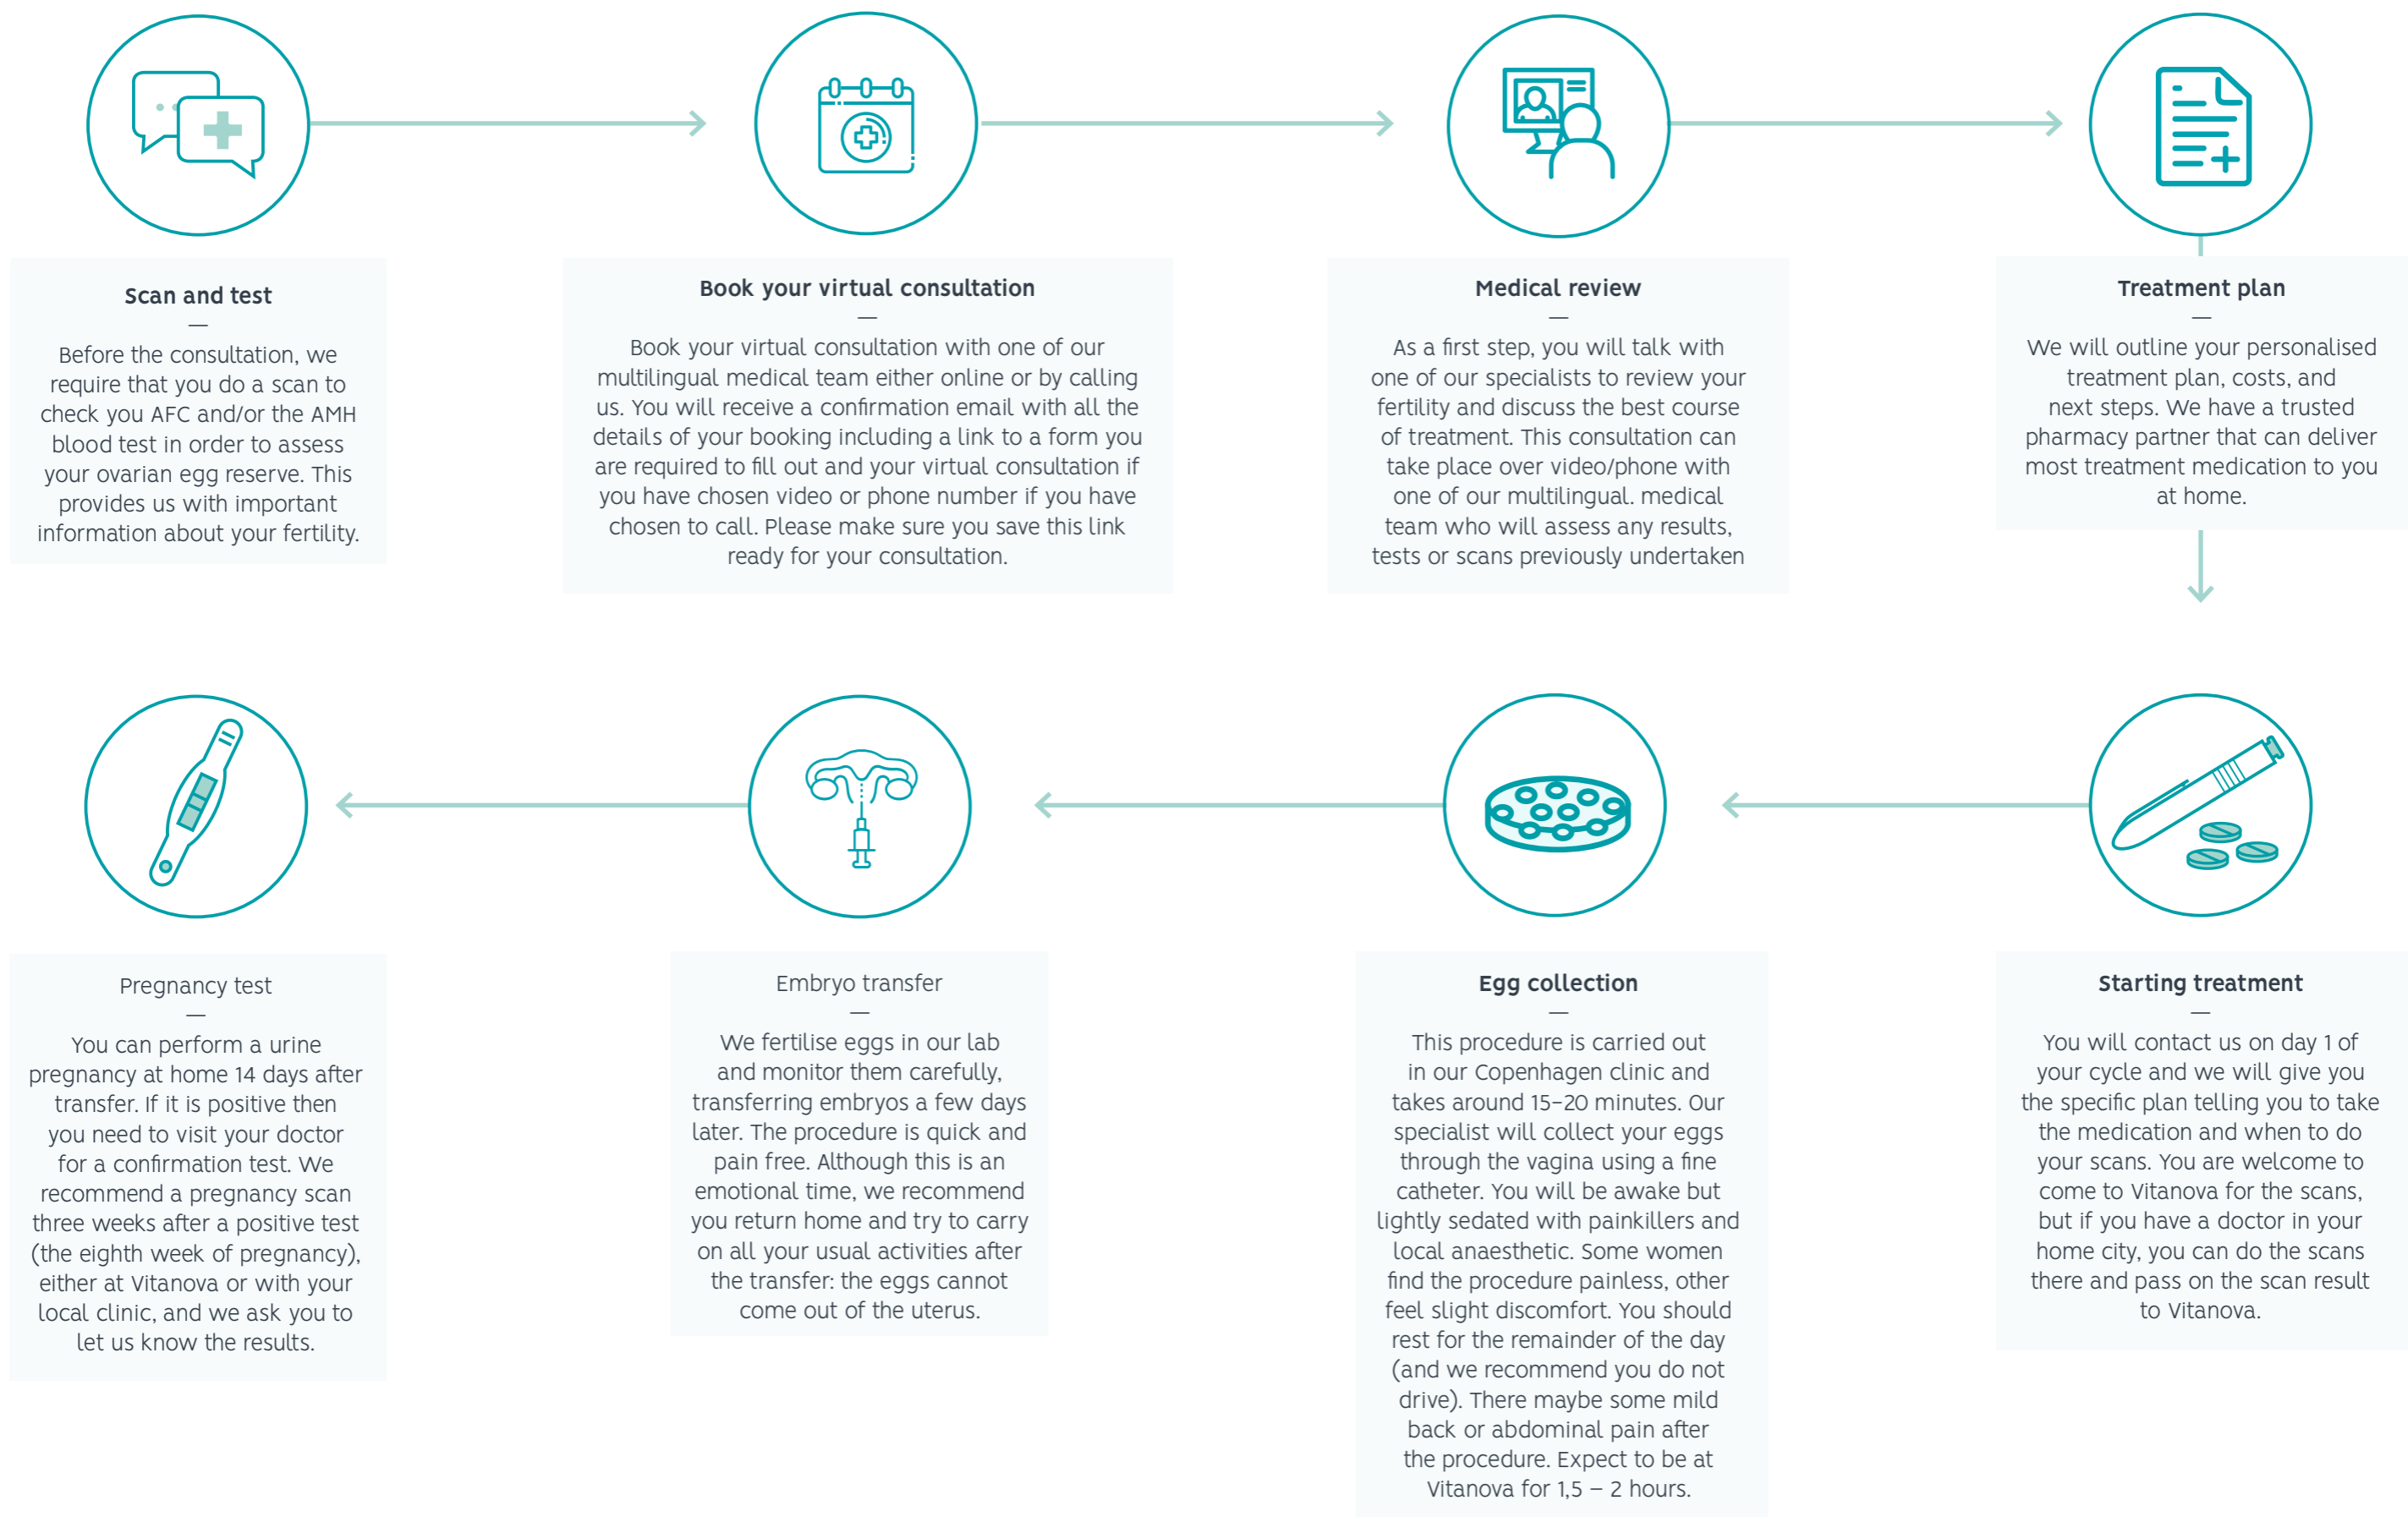 Scan and test
—
Before the consultation, we
require that you do a scan to
check you AFC and/or the AMH
blood test in order to assess
your ovarian egg reserve. This
provides us with important
information about your fertility.
Book your virtual consultation
—
Book your virtual consultation with one of our
multilingual medical team either online or by calling
us. You will receive a confirmation email with all the
details of your booking including a link to a form you
are required to fill out and your virtual consultation if
you have chosen video or phone number if you have
chosen to call. Please make sure you save this link
ready for your consultation.
Medical review
—
As a first step, you will talk with
one of our specialists to review your
fertility and discuss the best course
of treatment. This consultation can
take place over video/phone with
one of our multilingual. medical
team who will assess any results,
tests or scans previously undertaken
Treatment plan
—
We will outline your personalised
treatment plan, costs, and
next steps. We have a trusted
pharmacy partner that can deliver
most treatment medication to you
at home.
Starting treatment
—
You will contact us on day 1 of
your cycle and we will give you
the specific plan telling you to take
the medication and when to do
your scans. You are welcome to
come to Vitanova for the scans,
but if you have a doctor in your
home city, you can do the scans
there and pass on the scan result
to Vitanova.
Egg collection
—
This procedure is carried out
in our Copenhagen clinic and
takes around 15–20 minutes. Our
specialist will collect your eggs
through the vagina using a fine
catheter. You will be awake but
lightly sedated with painkillers and
local anaesthetic. Some women
find the procedure painless, other
feel slight discomfort. You should
rest for the remainder of the day
(and we recommend you do not
drive). There maybe some mild
back or abdominal pain after
the procedure. Expect to be at
Vitanova for 1,5 – 2 hours.
Embryo transfer
—
We fertilise eggs in our lab
and monitor them carefully,
transferring embryos a few days
later. The procedure is quick and
pain free. Although this is an
emotional time, we recommend
you return home and try to carry
on all your usual activities after
the transfer: the eggs cannot
come out of the uterus.
Pregnancy test
—
You can perform a urine
pregnancy at home 14 days after
transfer. If it is positive then
you need to visit your doctor
for a confirmation test. We
recommend a pregnancy scan
three weeks after a positive test
(the eighth week of pregnancy),
either at Vitanova or with your
local clinic, and we ask you to
let us know the results.